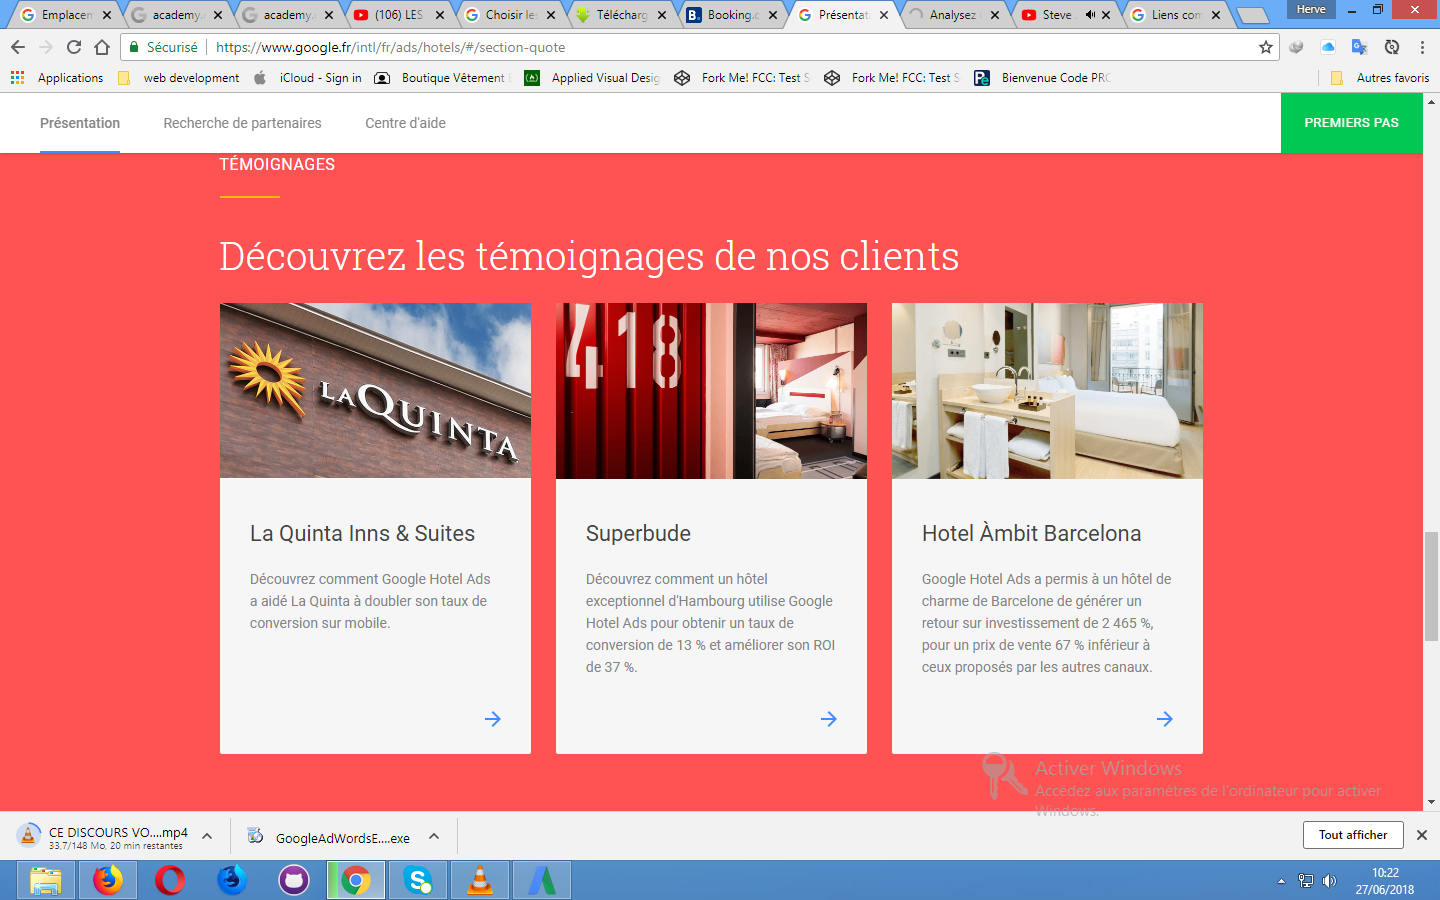 Emplacem
academy.
academy.
(106) LES
Choisir les
Télécharg
Booking.c
Présentati
Analysez
Steve
Liens com
Herve
Sécurisé
https://www.google.fr/intl/fr/ads/hotels/#/section-quote
Applications
web development
iCloud - Sign in
Boutique Vêtement
Applied Visual Desig
Fork Me! FCC: Test S
Fork Me! FCC: Test S
Bienvenue Code PRO
Autres favoris
Présentation
Recherche de partenaires
Centre d'aide
PREMIERS PAS
TÉMOIGNAGES
Découvrez les témoignages de nos clients
LAQUINTA
418
La Quinta Inns & Suites
Découvrez comment Google Hotel Ads
a aidé La Quinta à doubler son taux de
conversion sur mobile.
Superbude
Découvrez comment un hôtel
exceptionnel d'Hambourg utilise Google
Hotel Ads pour obtenir un taux de
conversion de 13 % et améliorer son ROI
de 37 %.
Hotel Àmbit Barcelona
Google Hotel Ads a permis à un hôtel de
charme de Barcelone de générer un
retour sur investissement de 2 465 %,
pour un prix de vente 67 % inférieur à
ceux proposés par les autres canaux.
Activer Windows
Accédez aux paramètres de l'ordinateur pour activer
Windows.
CE DISCOURS VO....mp4
33,7/148 Mo, 20 min restantes
GoogleAdWordsE....exe
Tout afficher
10:22
27/06/2018